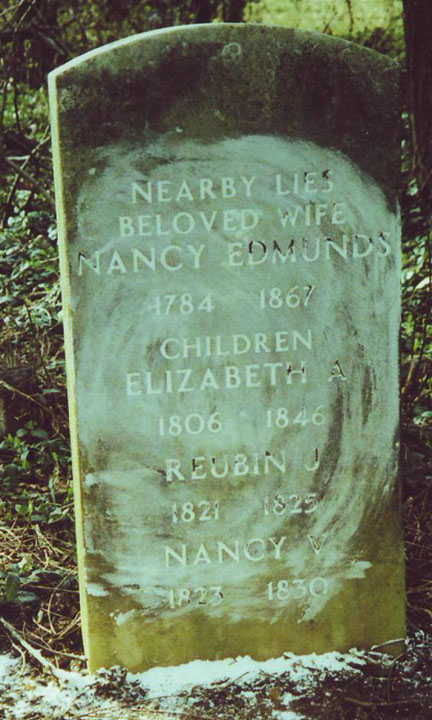 NEARBY LIES
BELOVED WIFE
NANCY EDMUNDS
1784 1867
CHILDREN
ELIZABETH A
1806 1846
REUBIN J
1821 1825
NANCY V
1823 1830